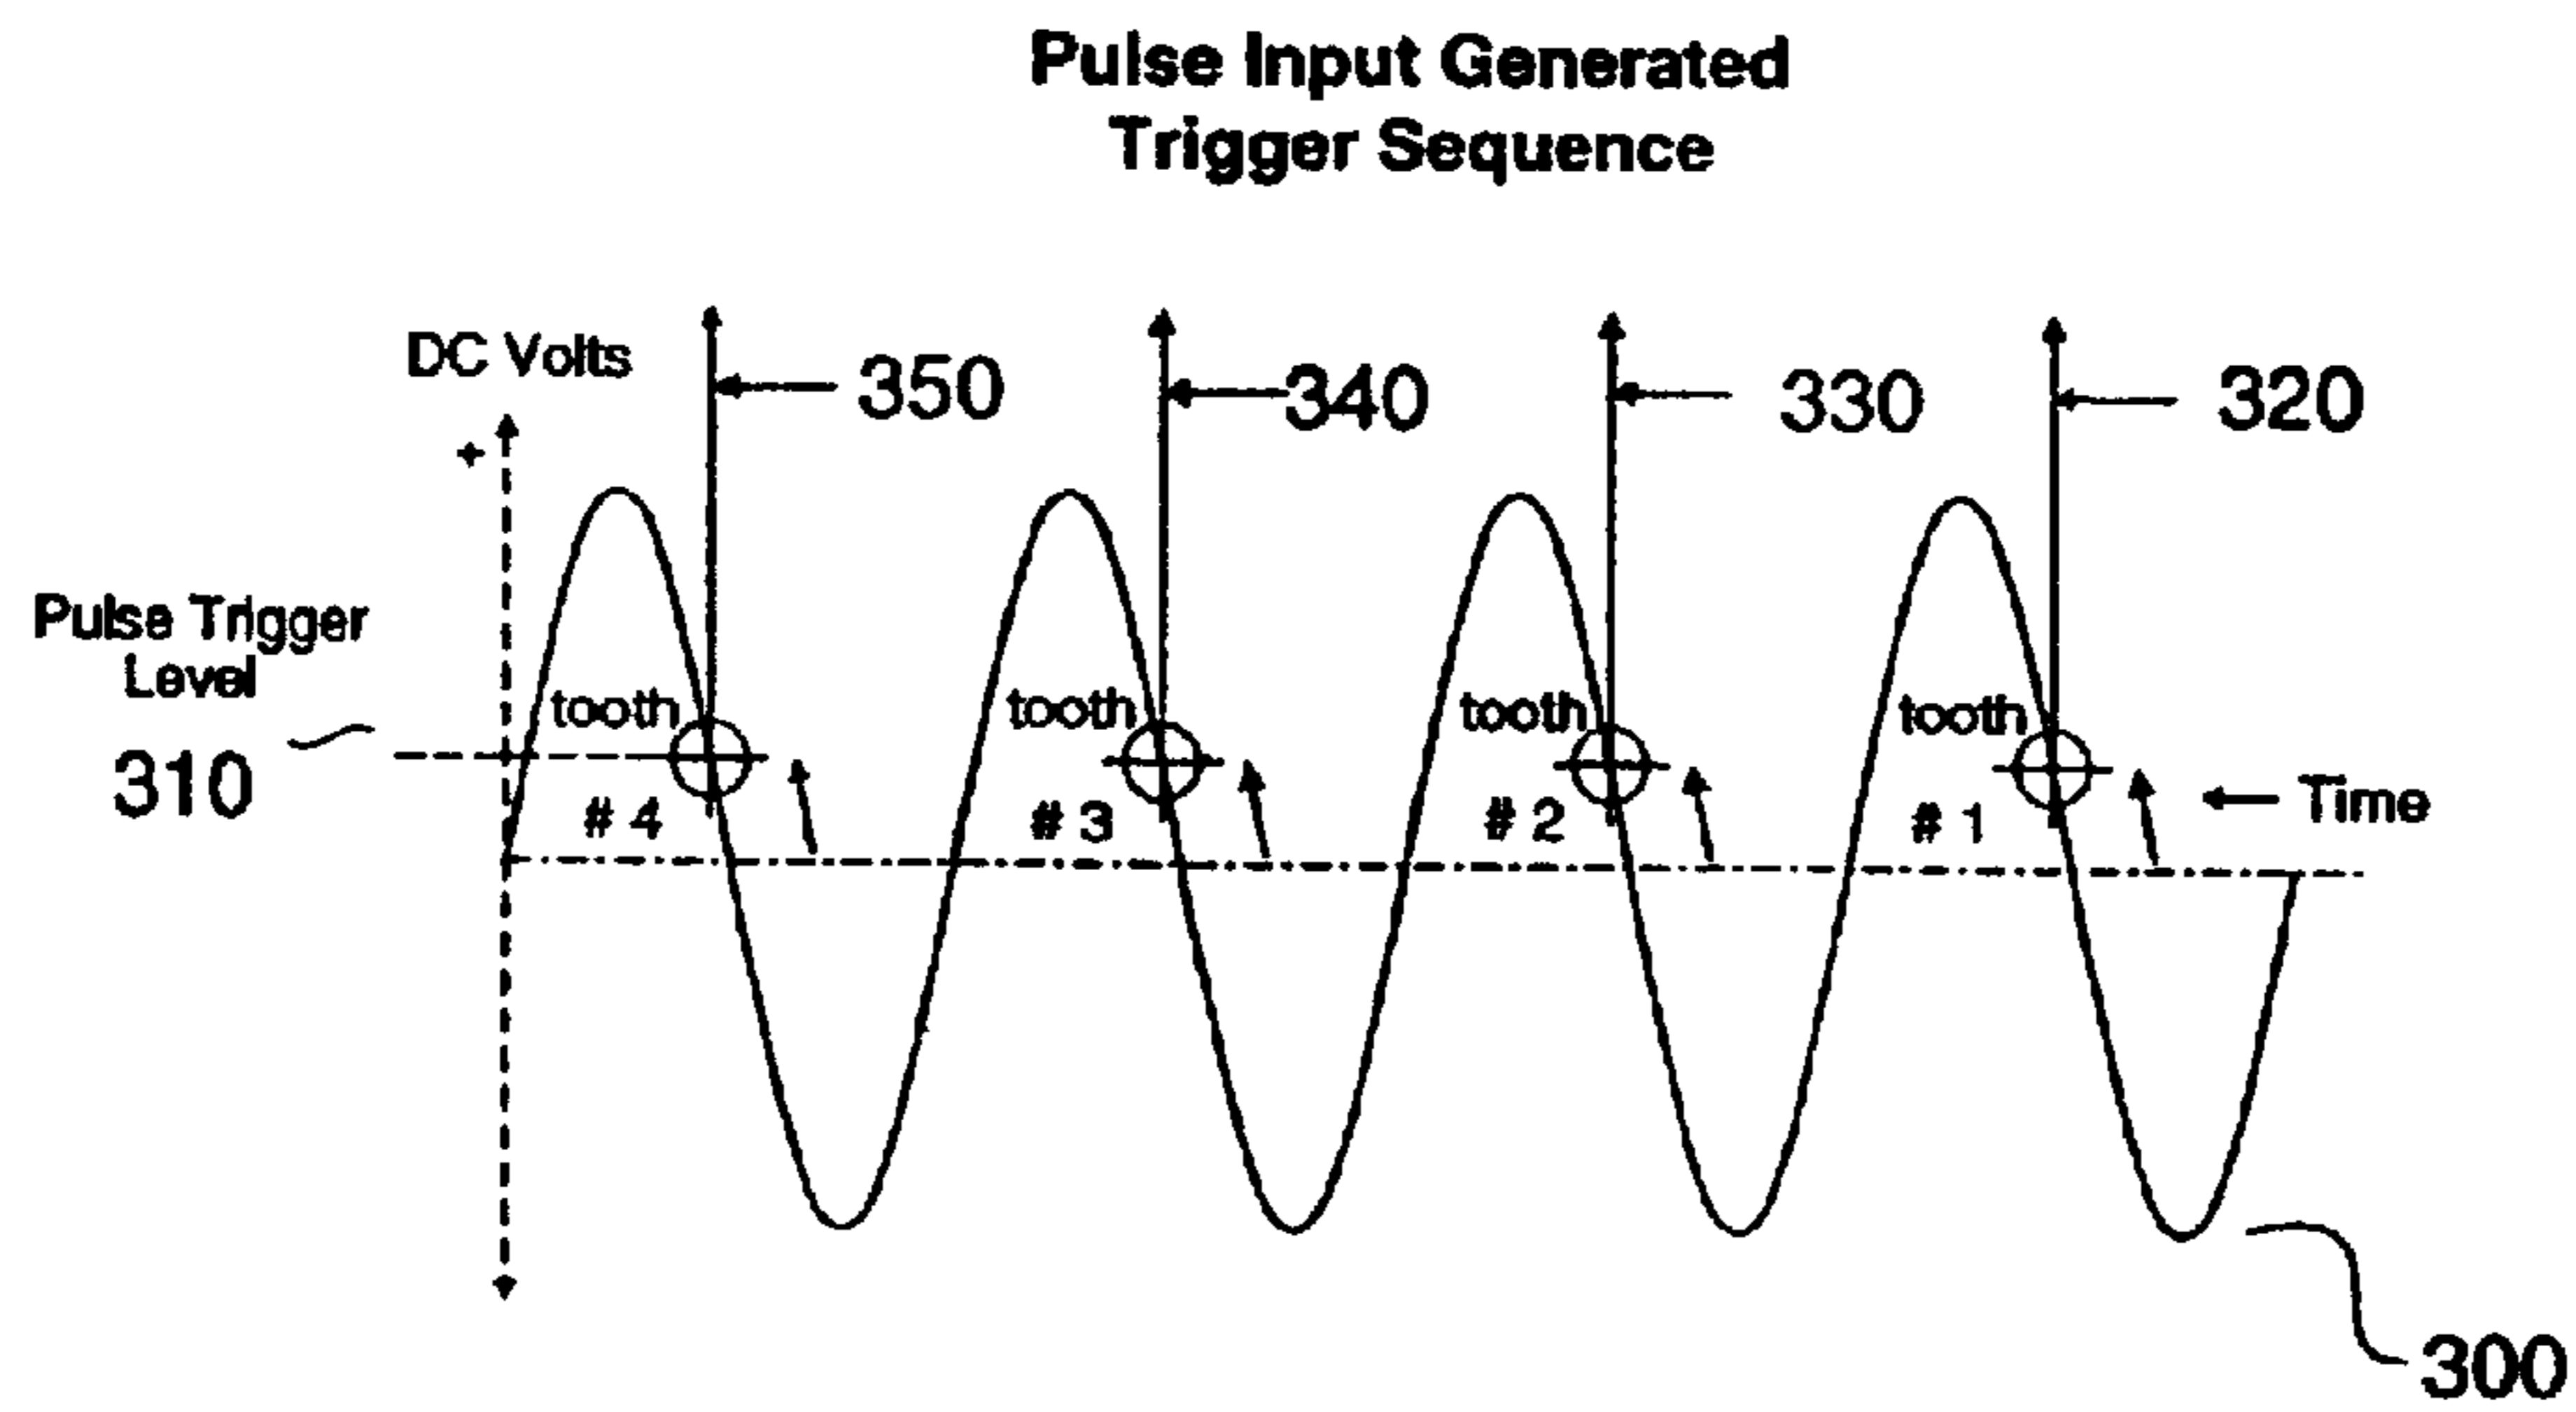 Pulse Input Generated
Trigger Sequence
DC Volts
350
340
330
320
+
Pulse Trigger
Level
310
tooth
tooth
tooth
tooth
# 4
# 3
# 2
# 1
Time
300